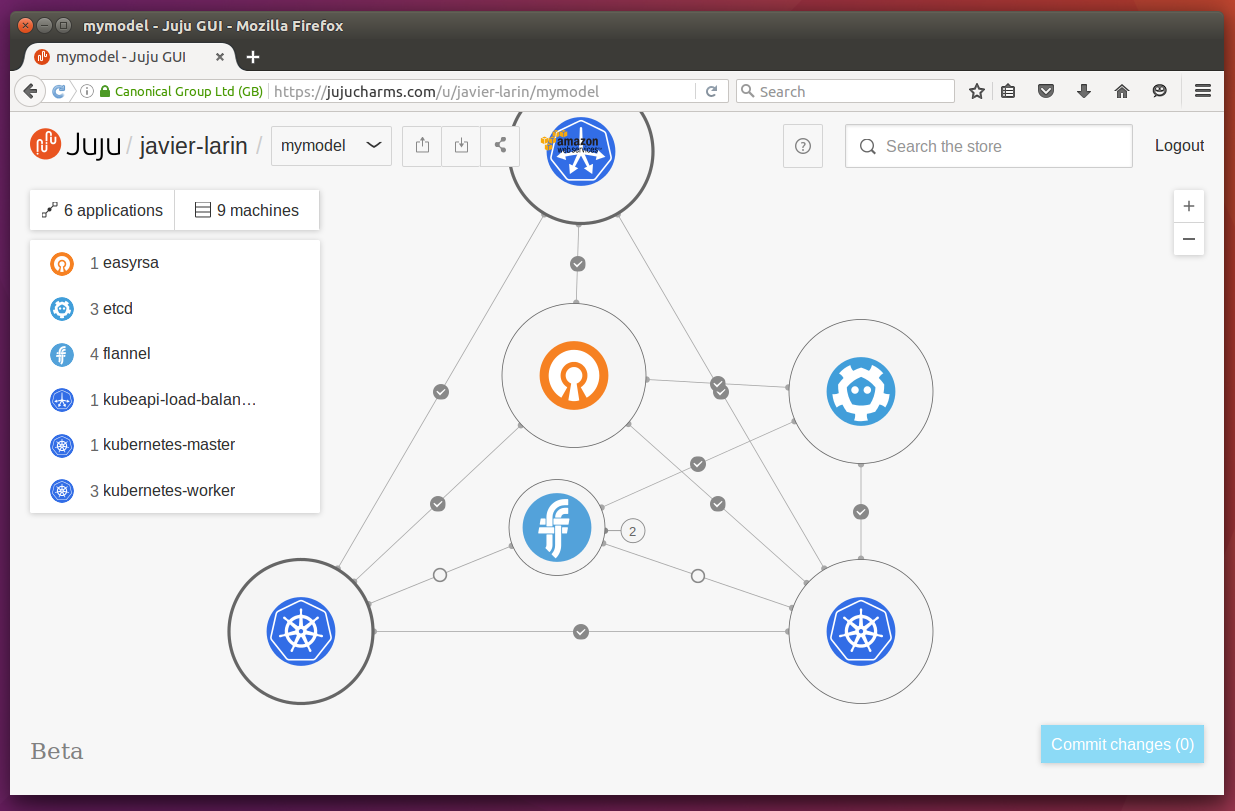 mymodel - Juju GUI - Mozilla Firefox
mymodel - Juju GUI
Canonical Group Ltd (GB) https://jujucharms.com/u/javier-larin/mymodel Search
Juju / javier-larin / mymodel
amazon
web services
? Search the store Logout
6 applications 9 machines
+
−
1 easyrsa
3 etcd
4 flannel
1 kubeapi-load-balan…
1 kubernetes-master
3 kubernetes-worker
2
Beta
Commit changes (0)